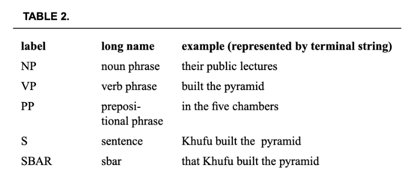 TABLE 2.
label long name example (represented by terminal string)
NP noun phrase their public lectures
VP verb phrase built the pyramid
PP preposi- in the five chambers
tional phrase
S sentence Khufu built the pyramid
SBAR sbar that Khufu built the pyramid